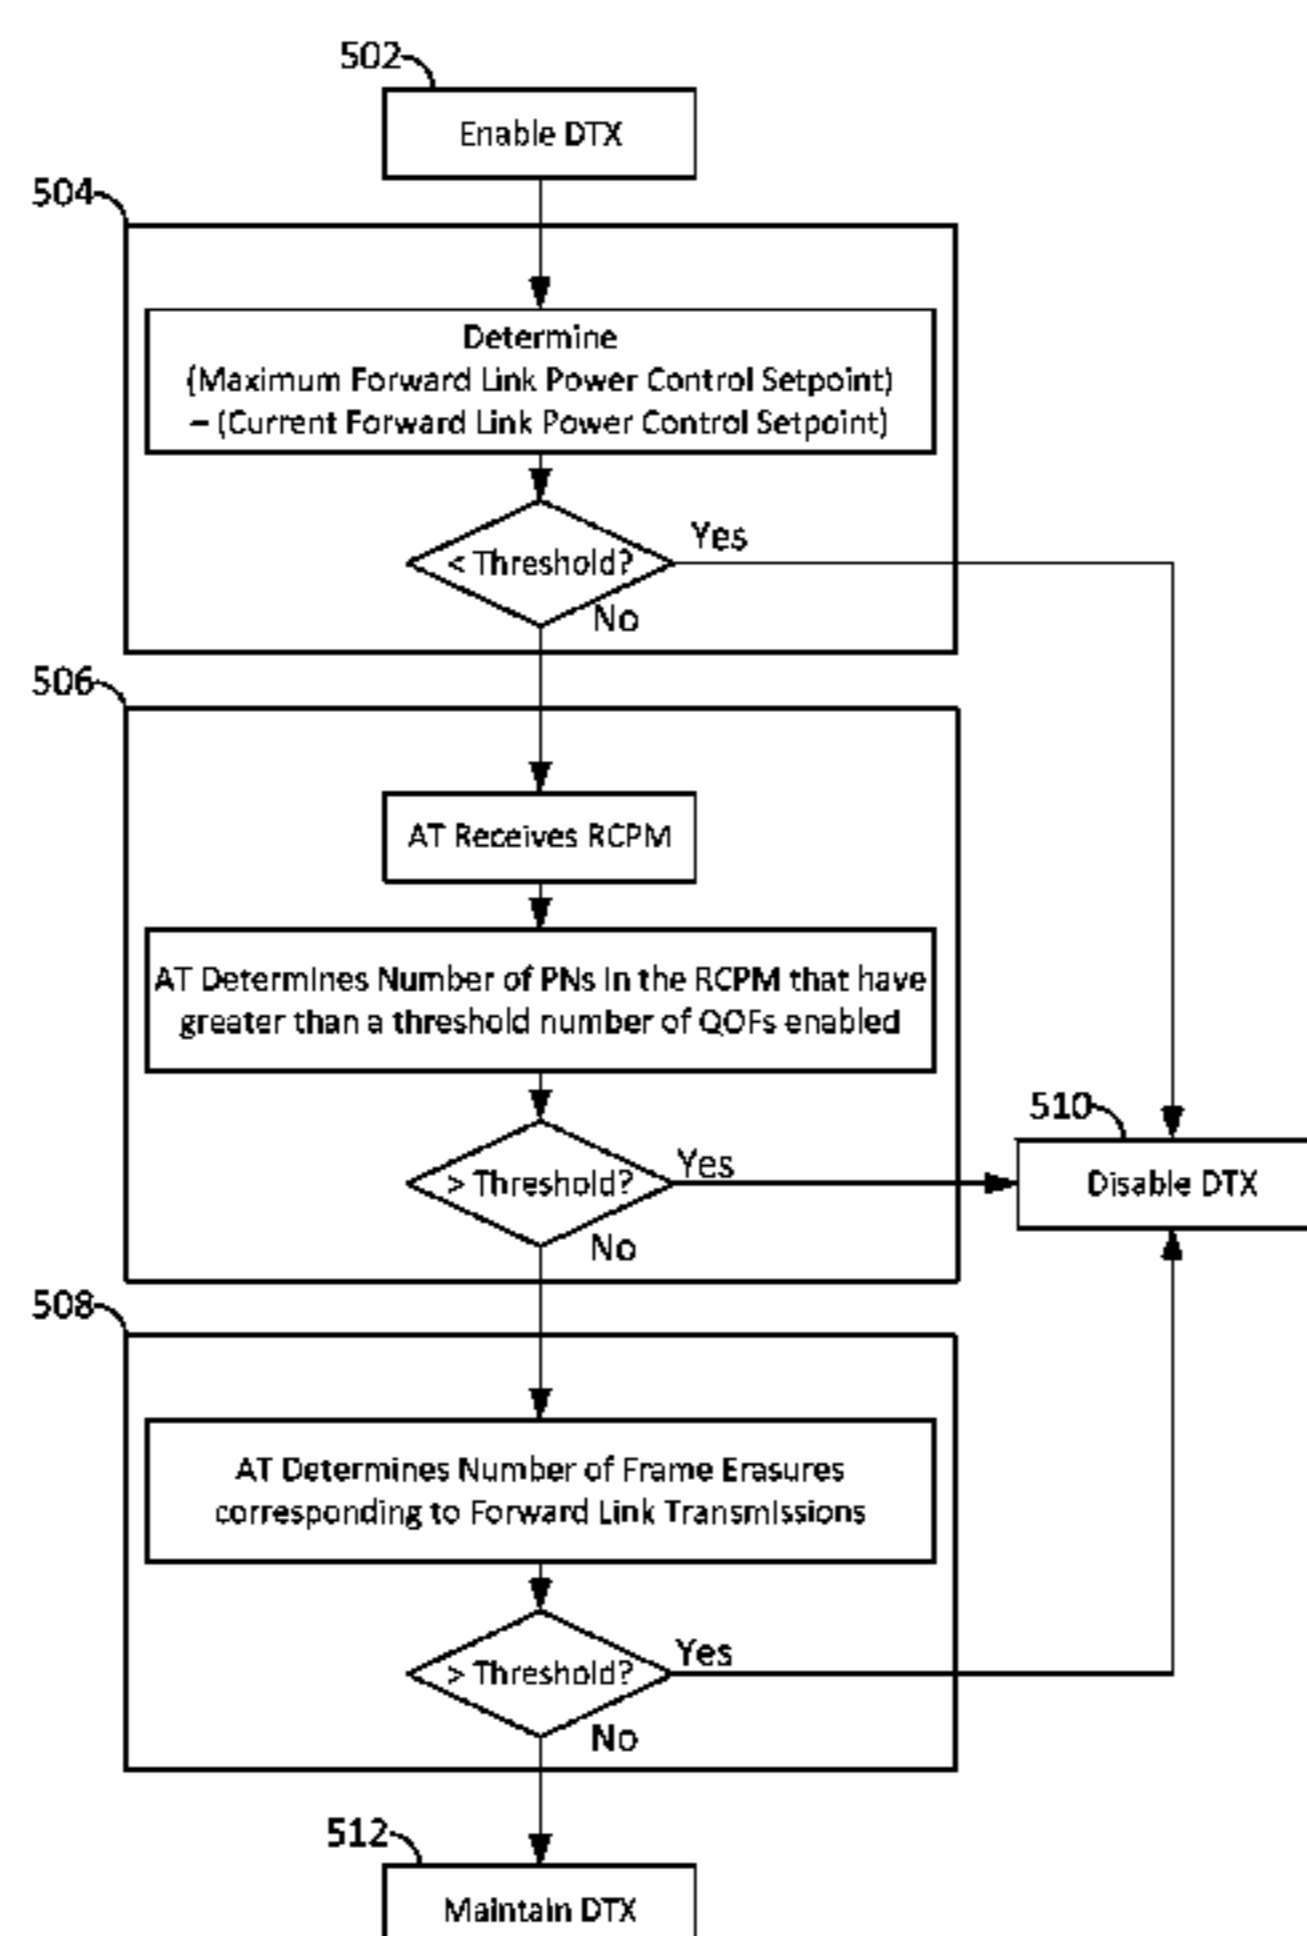 502
Enable DTX
504
Determine
(Maximum Forward Link Power Control Setpoint)
– (Current Forward Link Power Control Setpoint)
< Threshold?
Yes
No
506
AT Receives RCPM
AT Determines Number of PNs in the RCPM that have
greater than a threshold number of QOFs enabled
> Threshold?
Yes
No
510
Disable DTX
508
AT Determines Number of Frame Erasures
corresponding to Forward Link Transmissions
> Threshold?
Yes
No
512
Maintain DTX